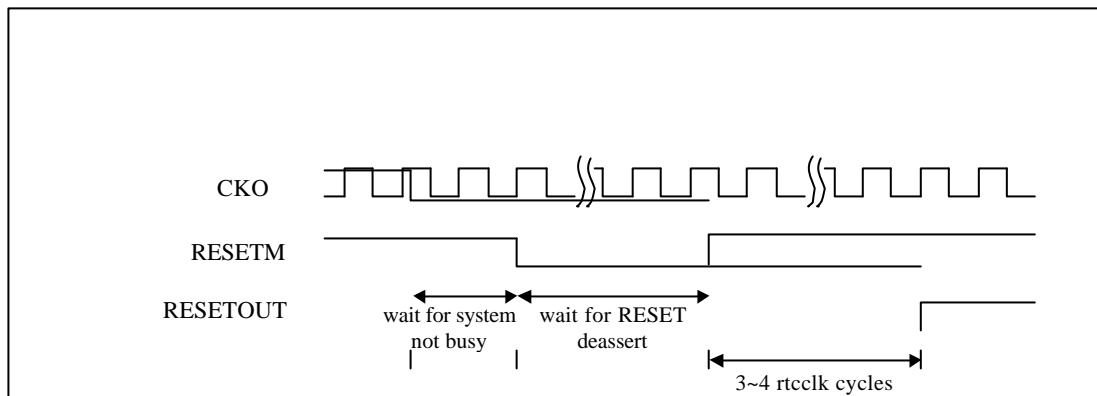 CKO
RESETM
RESETOUT
wait for system
not busy
wait for RESET
deassert
3~4 rtcclk cycles